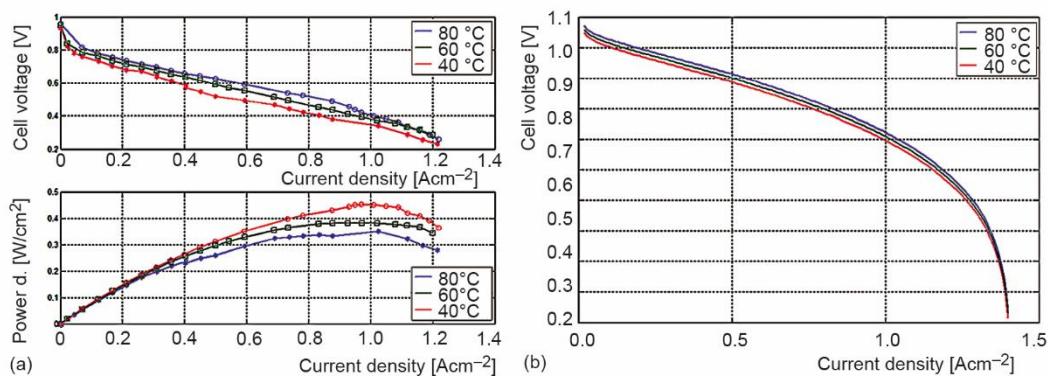 Cell voltage [V]
1
0.8
0.6
0.4
0.2
0 0.2 0.4 0.6 0.8 1.0 1.2 1.4
Current density [Acm⁻²]
80 °C
60 °C
40 °C
Power d. [W/cm²]
0.5
0.4
0.3
0.2
0.1
0
0 0.2 0.4 0.6 0.8 1.0 1.2 1.4
Current density [Acm⁻²]
80°C
60°C
40°C
(a)
Cell voltage [V]
1.1
1.0
0.9
0.8
0.7
0.6
0.5
0.4
0.3
0.2
0 0.5 1.0 1.5
Current density [Acm⁻²]
80 °C
60 °C
40 °C
(b)